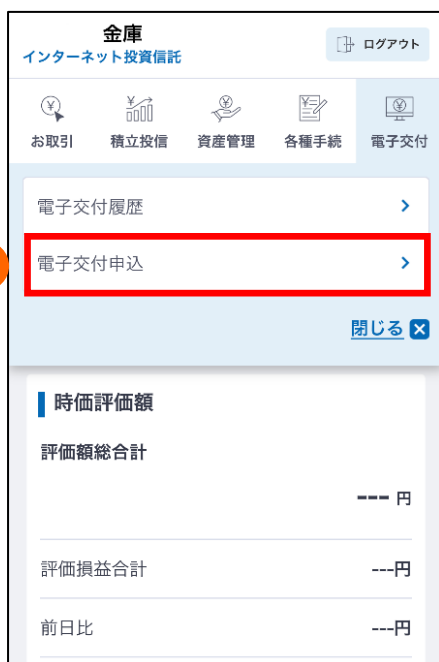 金庫
インターネット投資信託
ログアウト
お取引
積立投信
資産管理
各種手続
電子交付
電子交付履歴
電子交付申込
閉じる
時価評価額
評価額総合計
--- 円
評価損益合計
---円
前日比
---円